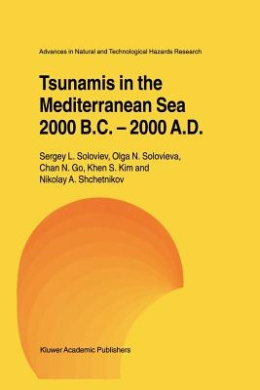 Advances in Natural and Technological Hazards Research
Tsunamis in the
Mediterranean Sea
2000 B.C. – 2000 A.D.
Sergey L. Soloviev, Olga N. Solovieva,
Chan N. Go, Khen S. Kim and
Nikolay A. Shchetnikov
Kluwer Academic Publishers